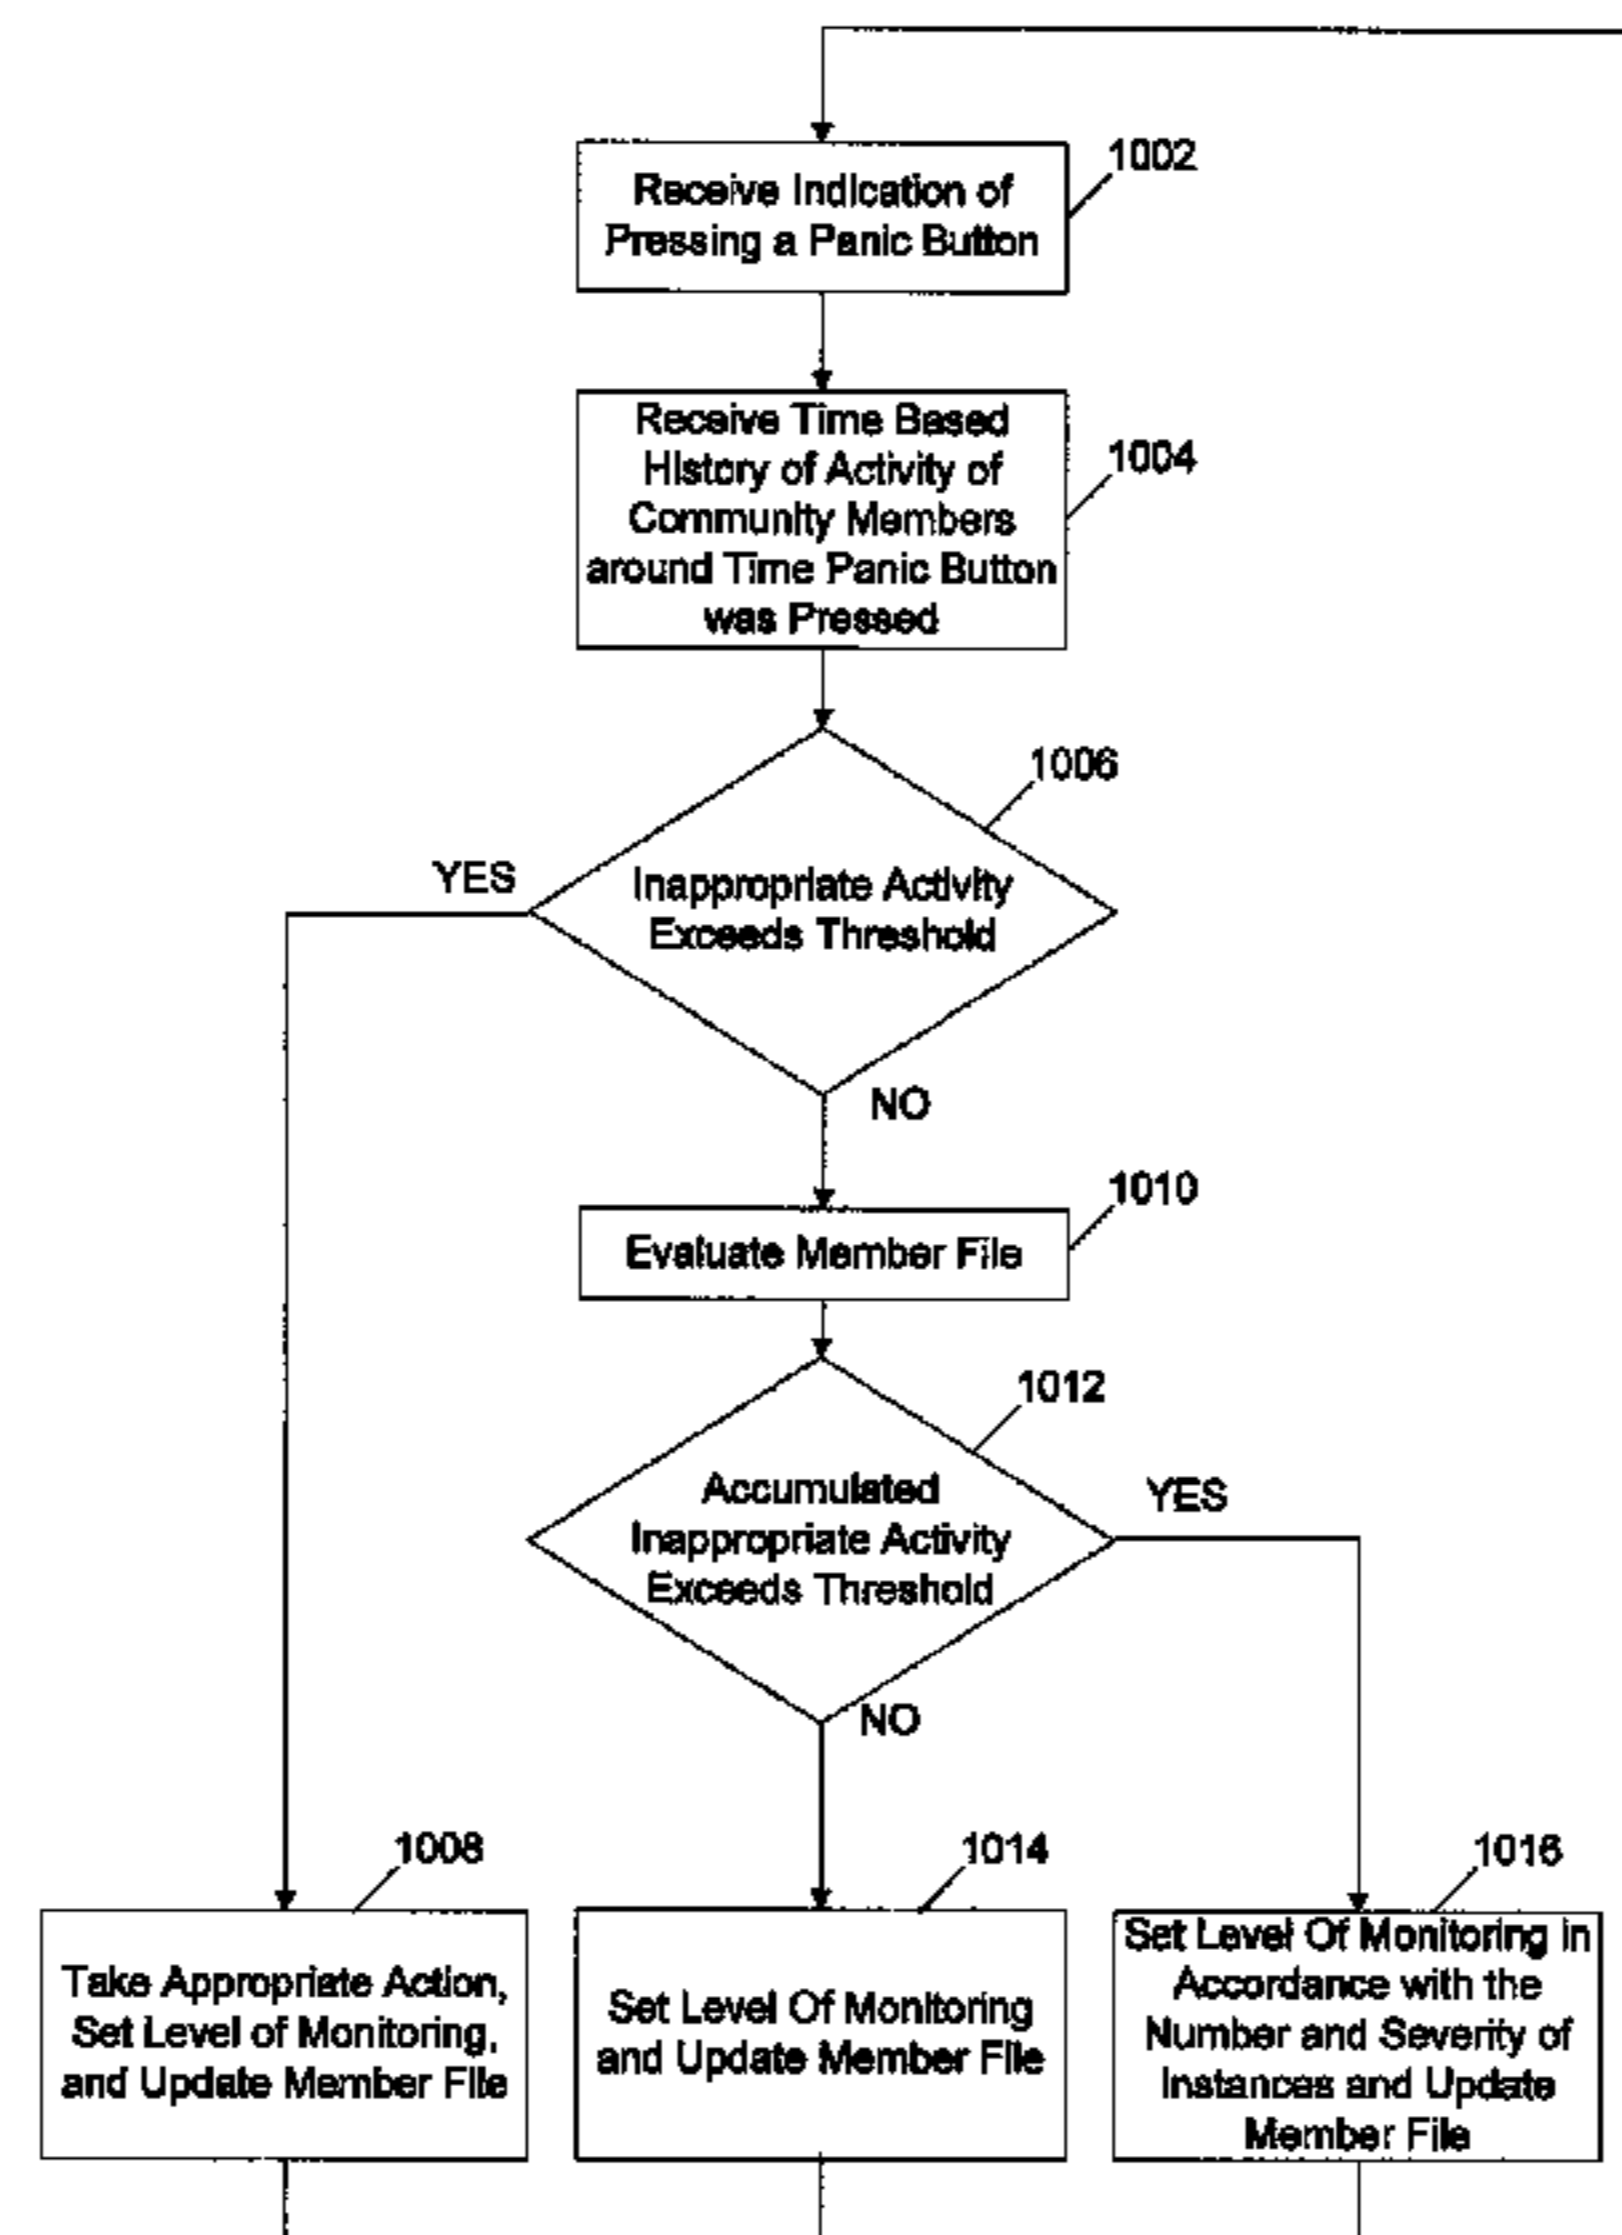 1002
Receive Indication of
Pressing a Panic Button
1004
Receive Time Based
History of Activity of
Community Members
around Time Panic Button
was Pressed
1006
YES
Inappropriate Activity
Exceeds Threshold
NO
1010
Evaluate Member File
1012
Accumulated
Inappropriate Activity
Exceeds Threshold
YES
NO
1008
Take Appropriate Action,
Set Level of Monitoring,
and Update Member File
1014
Set Level Of Monitoring
and Update Member File
1016
Set Level Of Monitoring in
Accordance with the
Number and Severity of
Instances and Update
Member File